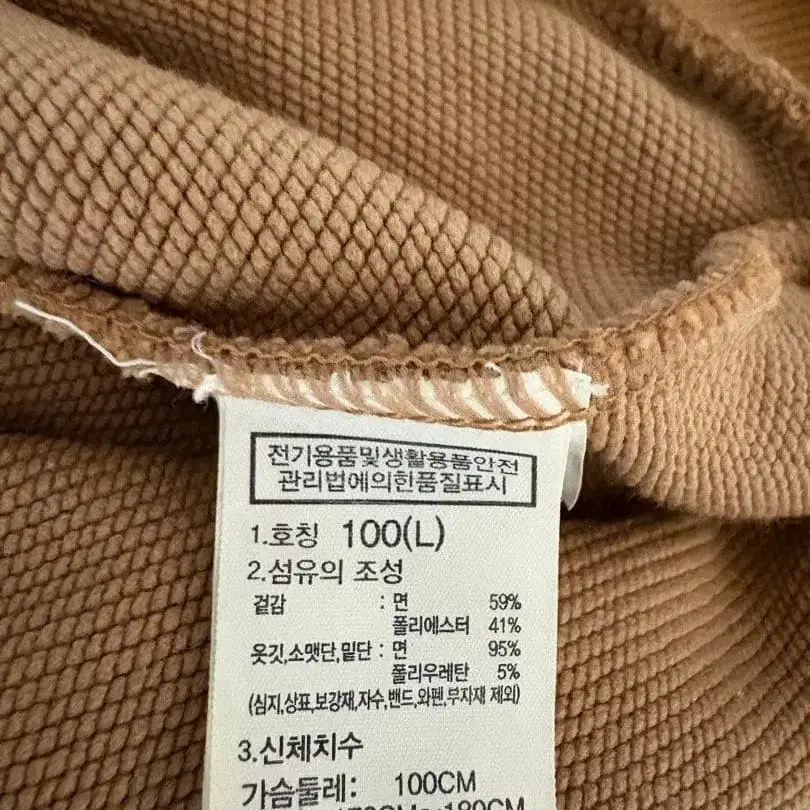 전기용품및생활용품안전
관리법에의한품질표시
1.호칭 100(L)
2.섬유의 조성
겉감 : 면 59%
폴리에스터 41%
옷깃,소맷단,밑단 : 면 95%
폴리우레탄 5%
(심지,상표,보강재,자수,밴드,와펜,부자재 제외)
3.신체치수
가슴둘레: 100CM